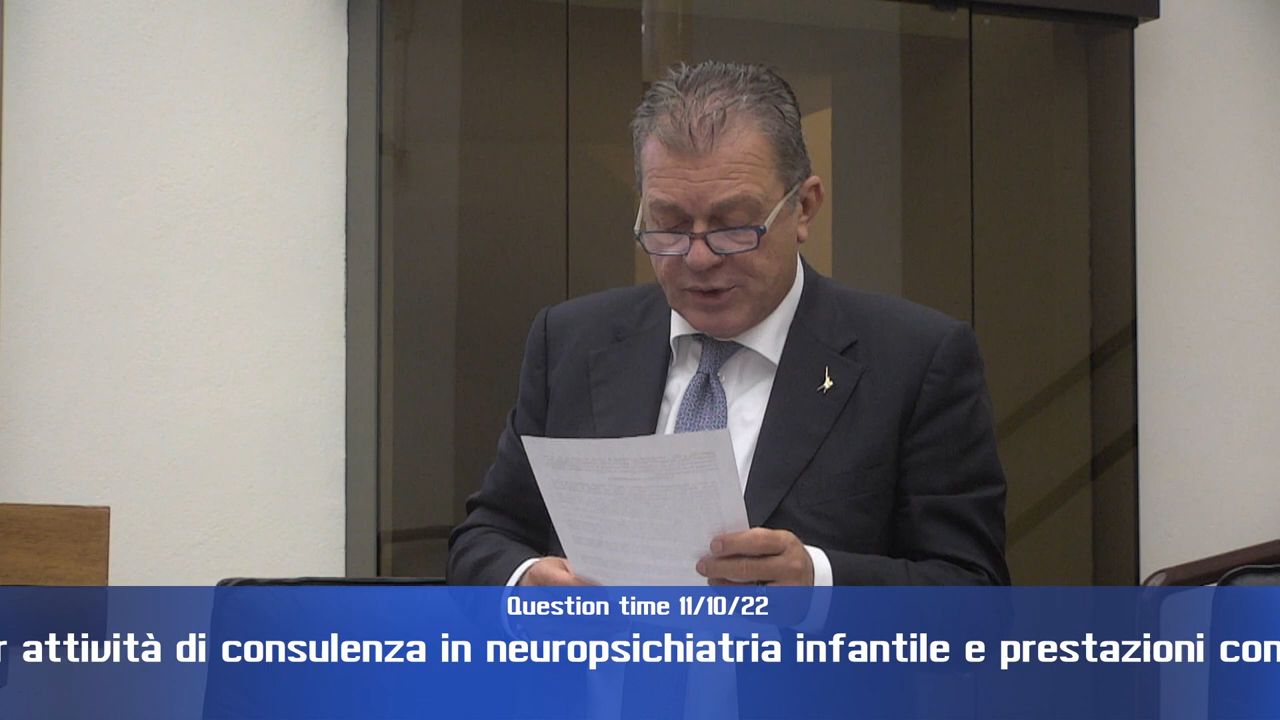 Question time 11/10/22
attività di consulenza in neuropsichiatria infantile e prestazioni con